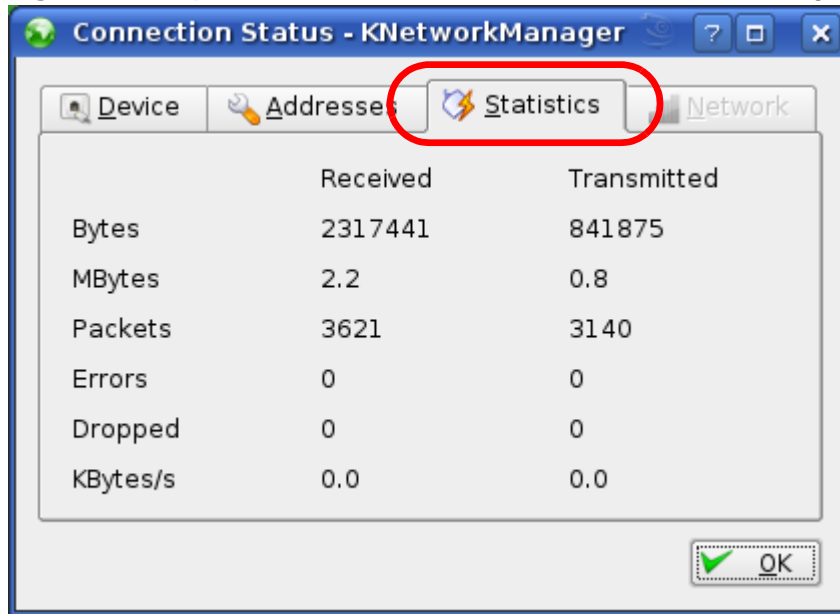 Connection Status - KNetworkManager
Device Addresses Statistics Network
Received Transmitted
Bytes 2317441 841875
MBytes 2.2 0.8
Packets 3621 3140
Errors 0 0
Dropped 0 0
KBytes/s 0.0 0.0
OK